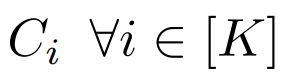 C_i ∀i ∈ [K]